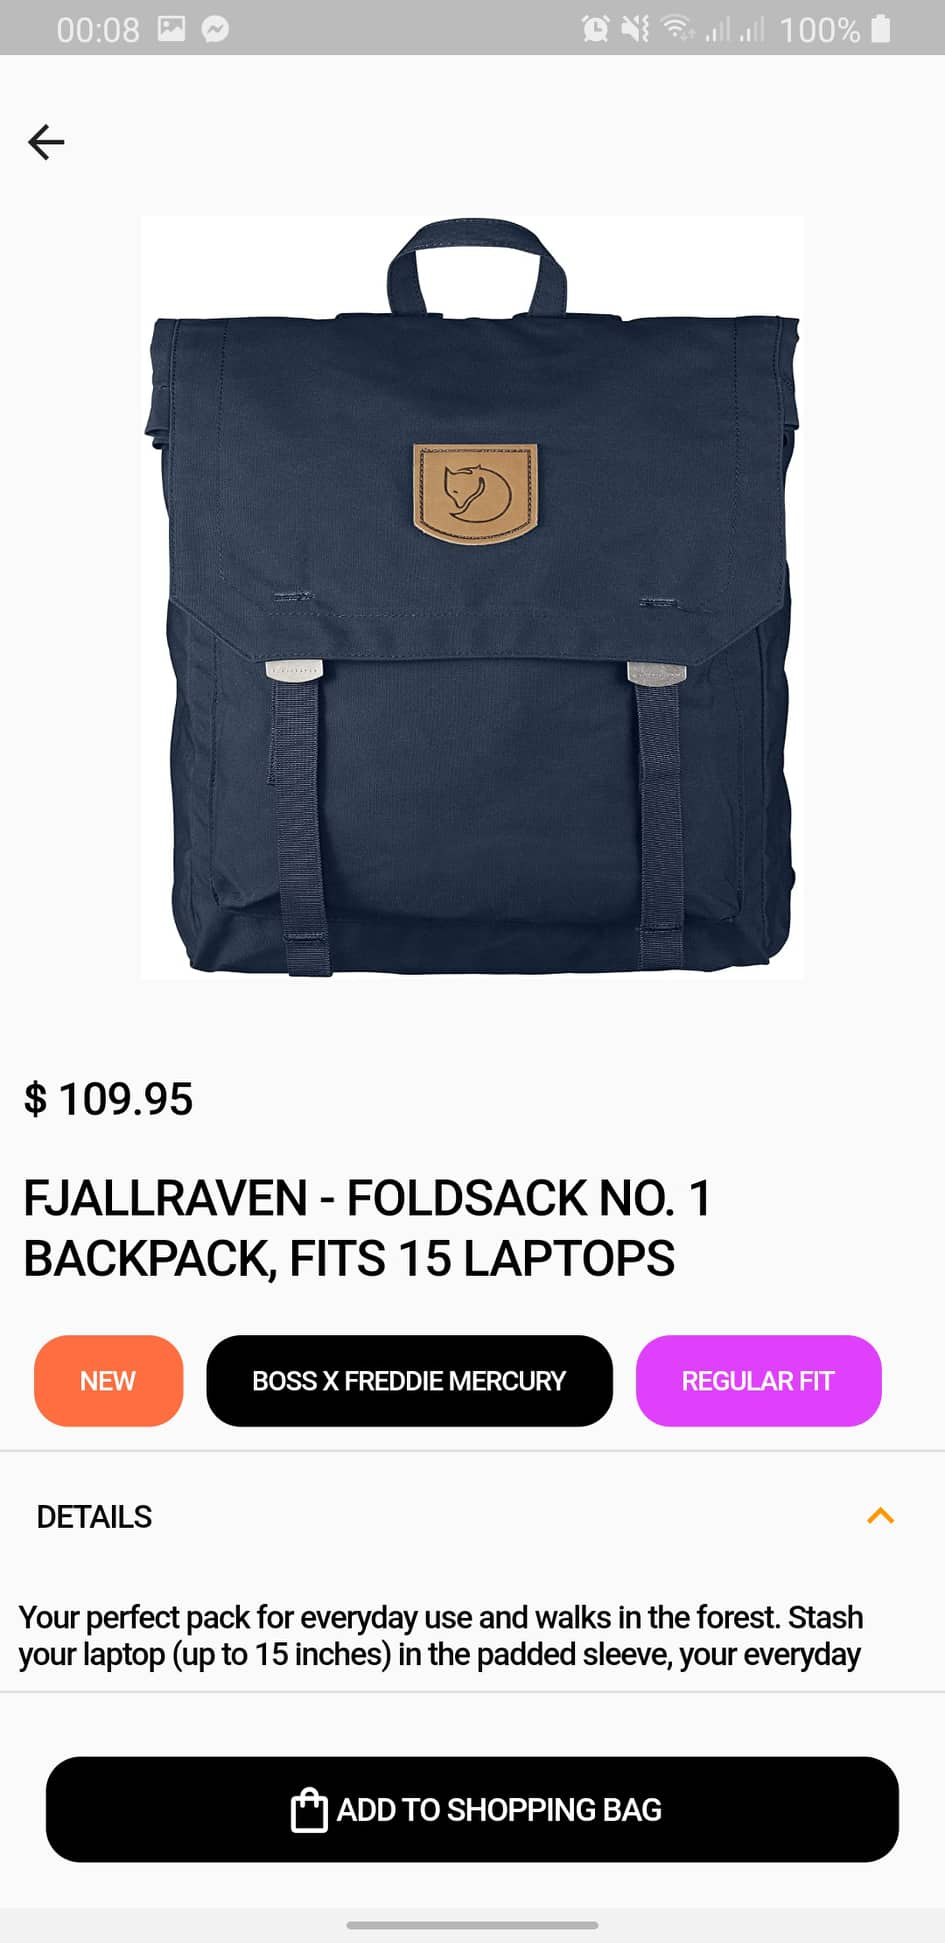 00:08
100%
$ 109.95
FJALLRAVEN - FOLDSACK NO. 1
BACKPACK, FITS 15 LAPTOPS
NEW
BOSS X FREDDIE MERCURY
REGULAR FIT
DETAILS
Your perfect pack for everyday use and walks in the forest. Stash
your laptop (up to 15 inches) in the padded sleeve, your everyday
ADD TO SHOPPING BAG